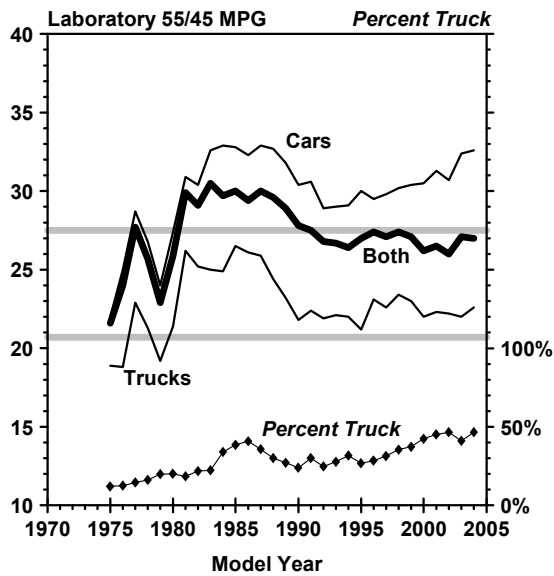 Laboratory 55/45 MPG Percent Truck
40
35
Cars
30
Both
25
20 100%
Trucks
Percent Truck
15 50%
10 0%
1970 1975 1980 1985 1990 1995 2000 2005
Model Year